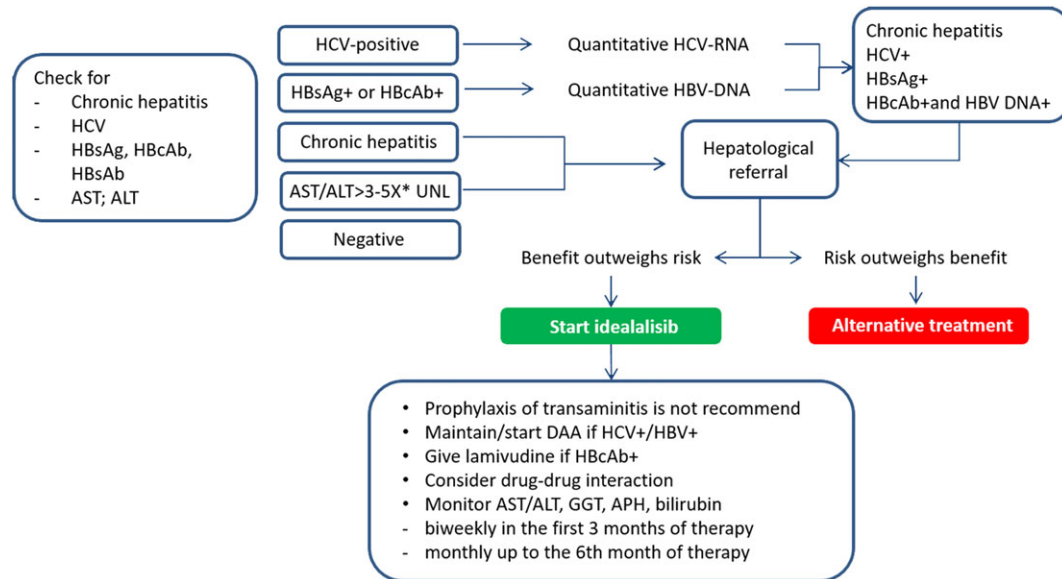 Check for
- Chronic hepatitis
- HCV
- HBsAg, HBcAb,
HBsAb
- AST; ALT
HCV-positive
HBsAg+ or HBcAb+
Chronic hepatitis
AST/ALT>3-5X* UNL
Negative
Quantitative HCV-RNA
Quantitative HBV-DNA
Chronic hepatitis
HCV+
HBsAg+
HBcAb+and HBV DNA+
Hepatological
referral
Benefit outweighs risk
Risk outweighs benefit
Start idealalisib
Alternative treatment
• Prophylaxis of transaminitis is not recommend
• Maintain/start DAA if HCV+/HBV+
• Give lamivudine if HBcAb+
• Consider drug-drug interaction
• Monitor AST/ALT, GGT, APH, bilirubin
- biweekly in the first 3 months of therapy
- monthly up to the 6th month of therapy